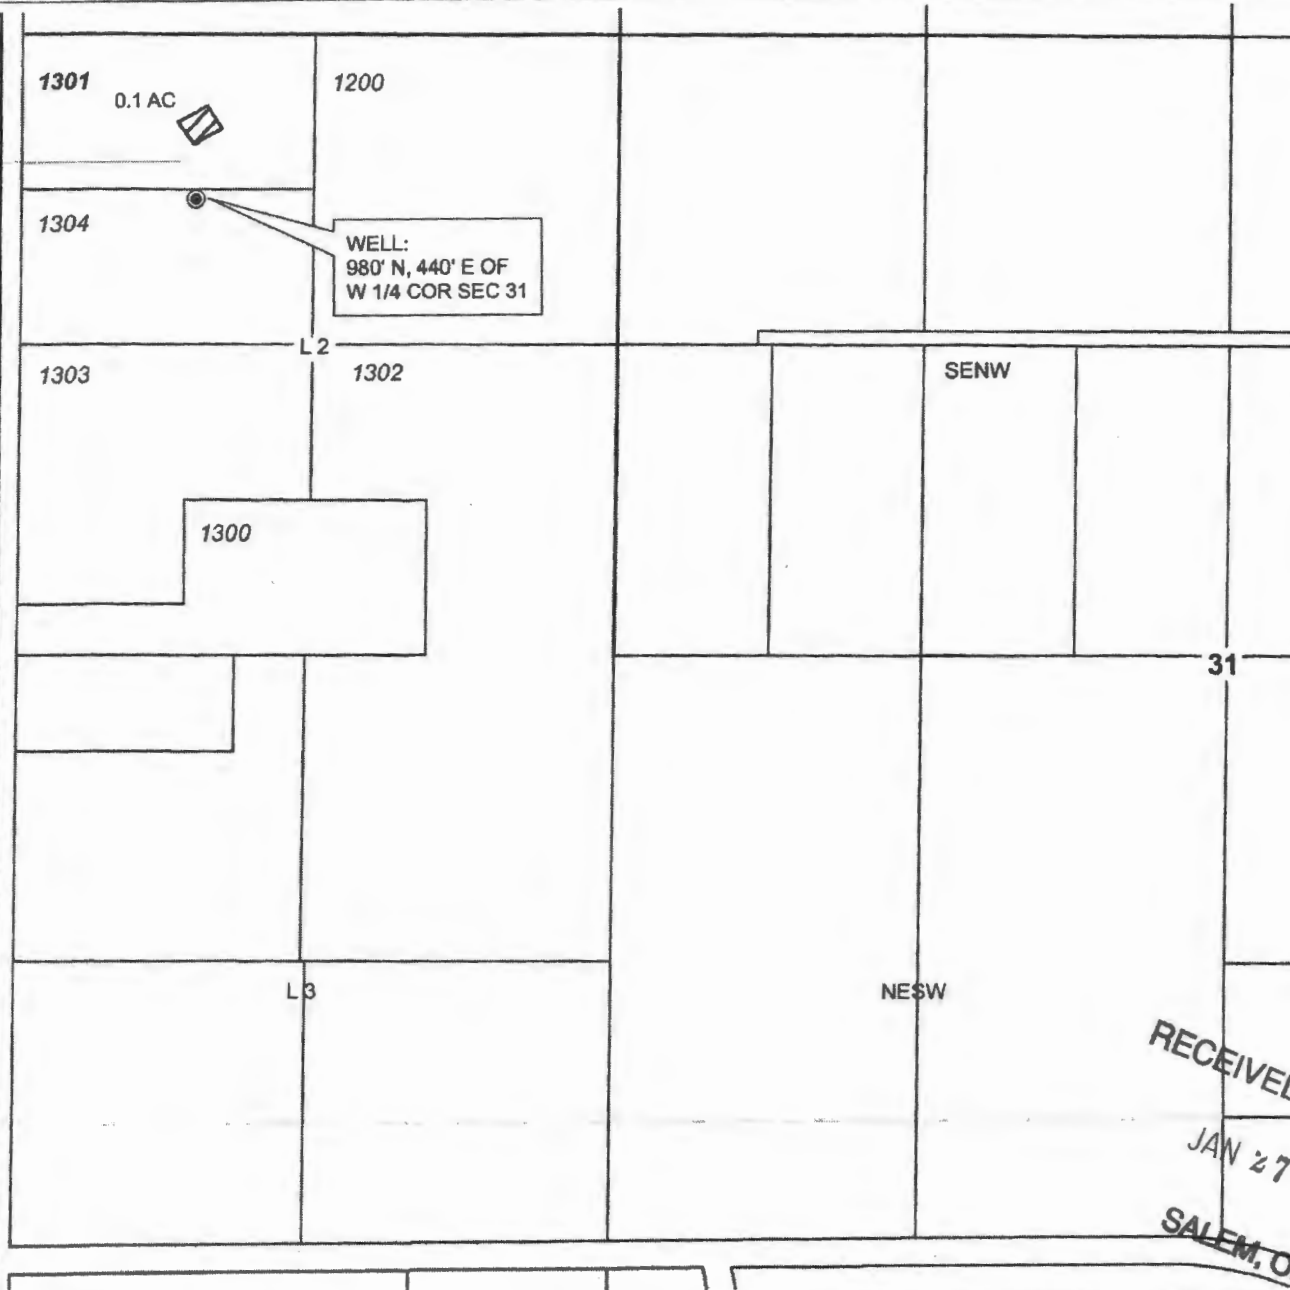 1301
0.1 AC
1200
1304
WELL:
980' N, 440' E OF
W 1/4 COR SEC 31
L 2
1303
1302
SENW
1300
31
L 3
NESW
RECEIVED
JAN 27
SALEM, O